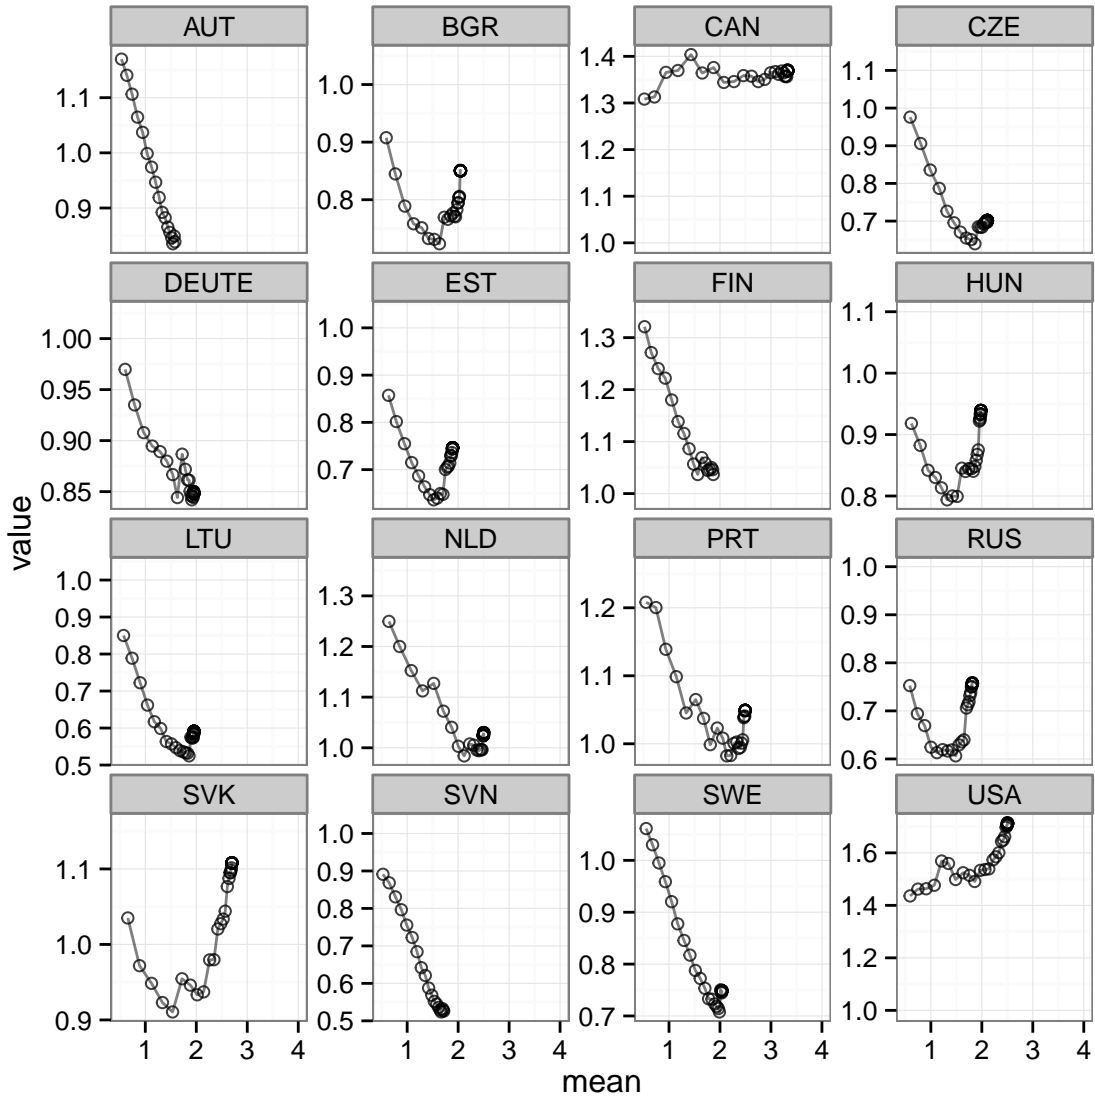 AUT BGR CAN CZE
1.1 1.0 0.9
1.0 0.9 0.8
1.4 1.3 1.2 1.1 1.0
1.1 1.0 0.9 0.8 0.7
DEUTE EST FIN HUN
1.00 0.95 0.90 0.85
1.0 0.9 0.8 0.7
1.3 1.2 1.1 1.0
1.1 1.0 0.9 0.8
LTU NLD PRT RUS
1.0 0.9 0.8 0.7 0.6 0.5
1.3 1.2 1.1 1.0
1.2 1.1 1.0
1.0 0.9 0.8 0.7 0.6
SVK SVN SWE USA
1.1 1.0 0.9
1.0 0.9 0.8 0.7 0.6 0.5
1.0 0.9 0.8 0.7
1.6 1.4 1.2 1.0
1 2 3 4 1 2 3 4 1 2 3 4 1 2 3 4
mean
value